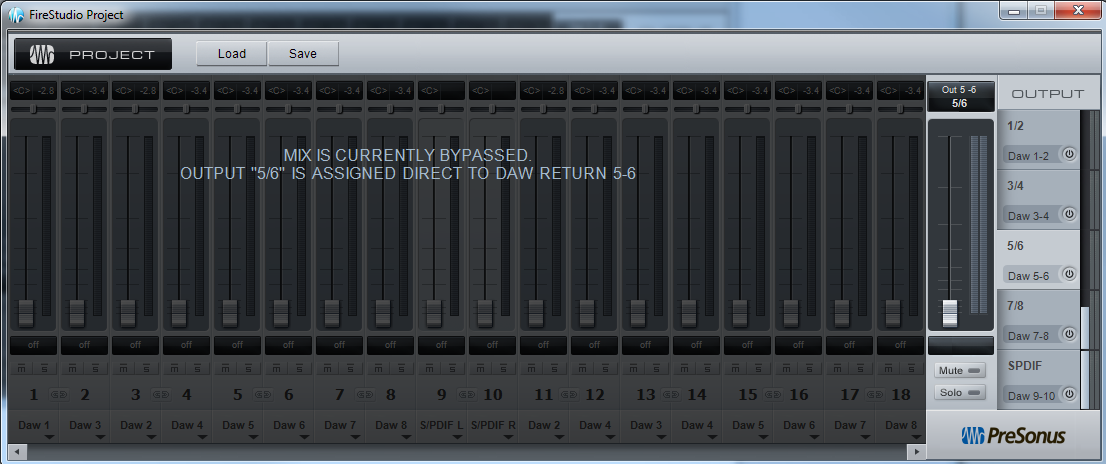 FireStudio Project
PROJECT Load Save
<C> -2.8 <C> -3.4 <C> -2.8 <C> -3.4 <C> -2.8 <C> -3.4 <C> -2.8 <C> -3.4 <C> <C> <C> -2.8 <C> -3.4 <C> -3.4 <C> -3.4 <C> -3.4 <C> -3.4 <C> -3.4 <C> -3.4
Out 5 -6
5/6
OUTPUT
MIX IS CURRENTLY BYPASSED.
OUTPUT "5/6" IS ASSIGNED DIRECT TO DAW RETURN 5-6
1/2
Daw 1-2
3/4
Daw 3-4
5/6
Daw 5-6
7/8
Daw 7-8
SPDIF
Daw 9-10
off off off off off off off off off off off off off off off off off off
m s m s m s m s m s m s m s m s m s m s m s m s m s m s m s m s m s m s
Mute
Solo
1 2 3 4 5 6 7 8 9 10 11 12 13 14 15 16 17 18
Daw 1 Daw 3 Daw 2 Daw 4 Daw 5 Daw 6 Daw 7 Daw 8 S/PDIF L S/PDIF R Daw 2 Daw 2 Daw 3 Daw 4 Daw 5 Daw 6 Daw 7 Daw 8
PreSonus